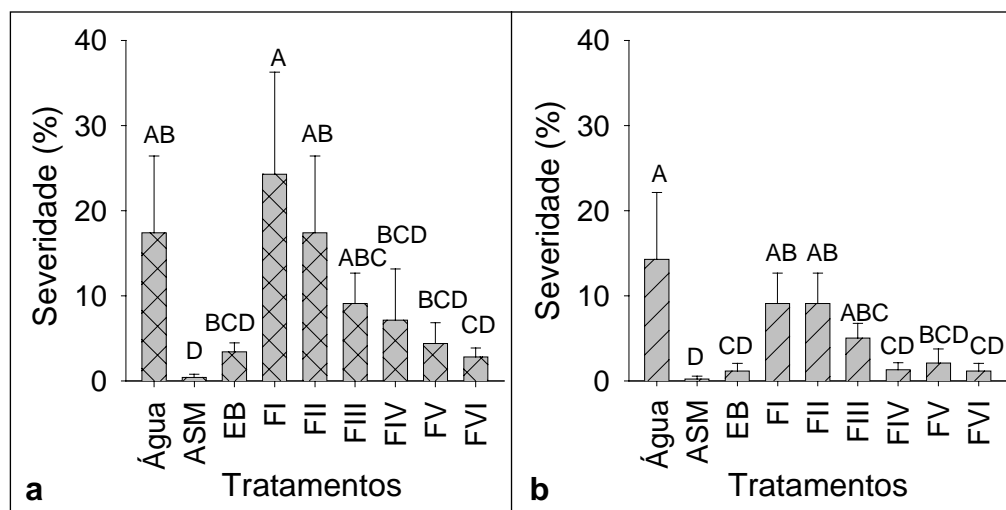 Severidade (%)
40
30
20
10
0
AB
D
BCD
A
AB
ABC
BCD
BCD
CD
Água
ASM
EB
FI
FII
FIII
FIV
FV
FVI
Tratamentos
a
Severidade (%)
40
30
20
10
0
A
D
CD
AB
AB
ABC
CD
BCD
CD
Água
ASM
EB
FI
FII
FIII
FIV
FV
FVI
Tratamentos
b